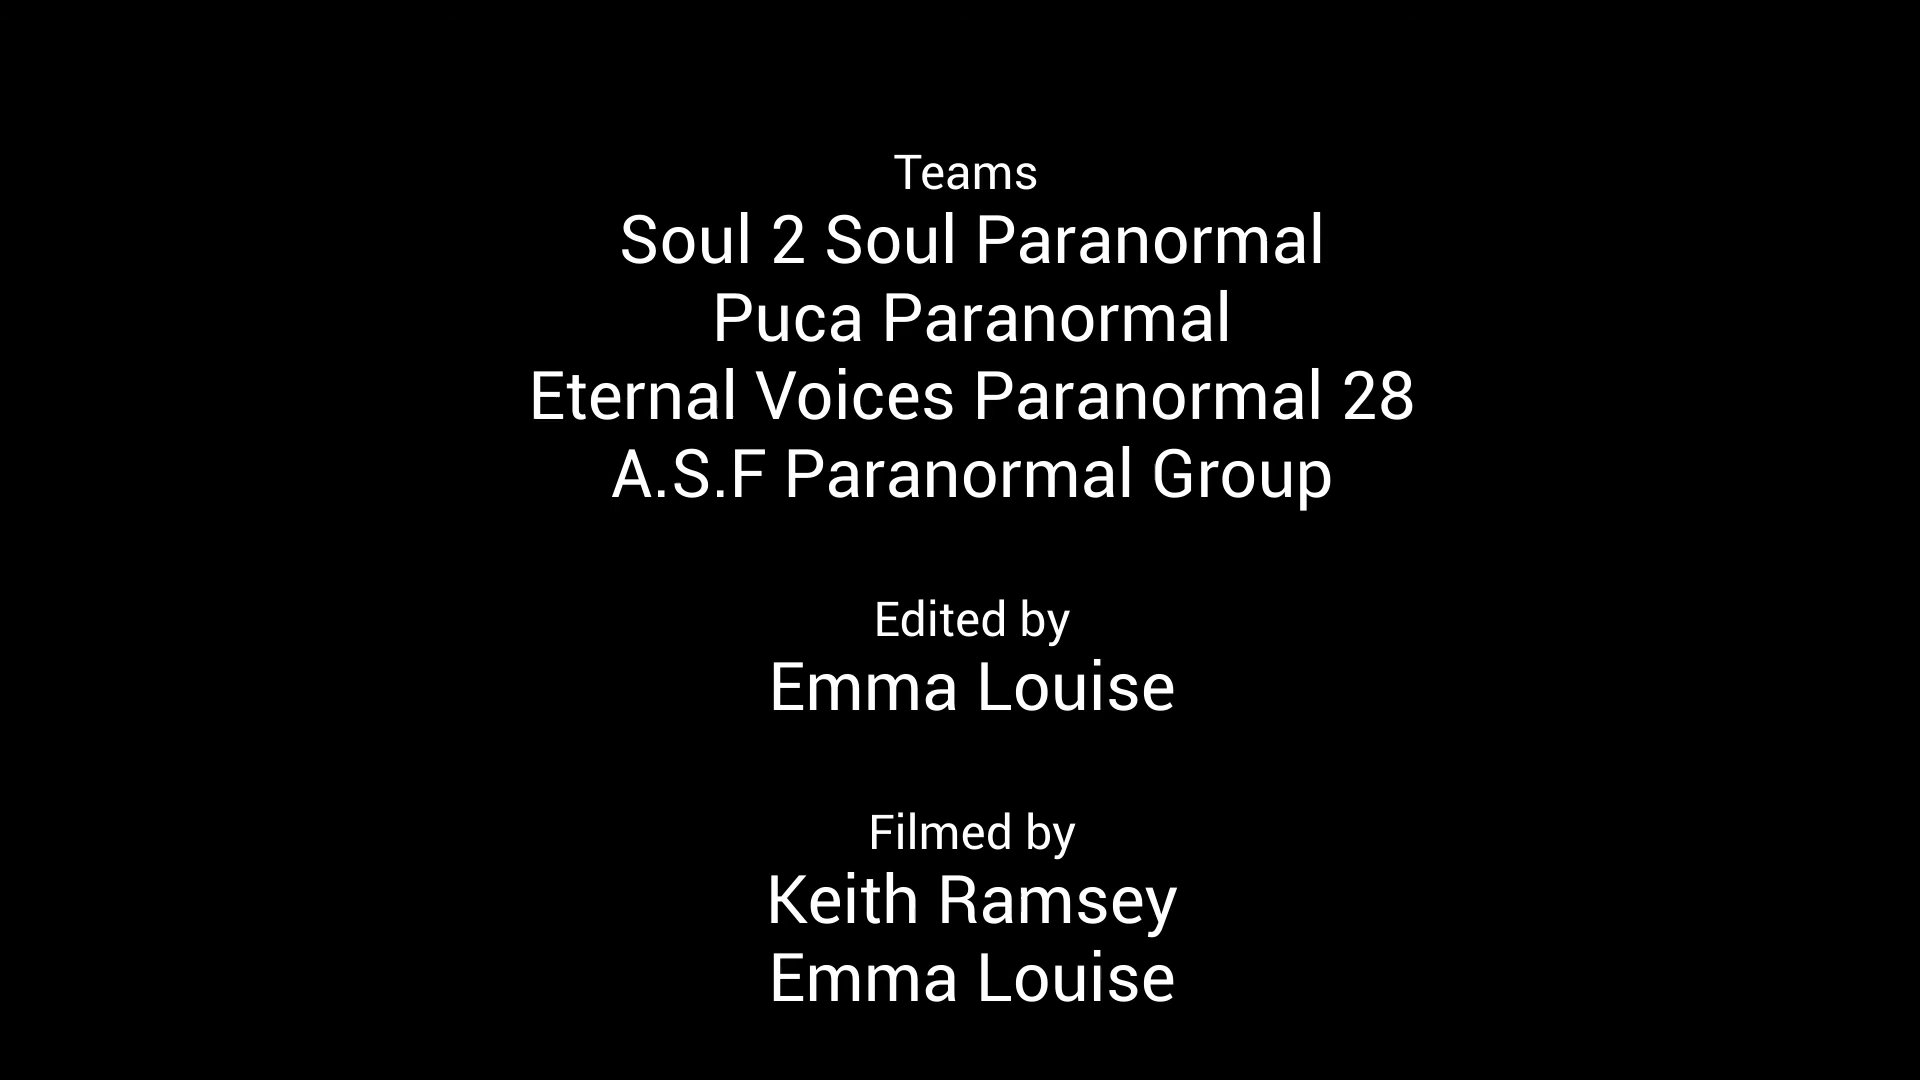 Teams
Soul 2 Soul Paranormal
Puca Paranormal
Eternal Voices Paranormal 28
A.S.F Paranormal Group
Edited by
Emma Louise
Filmed by
Keith Ramsey
Emma Louise